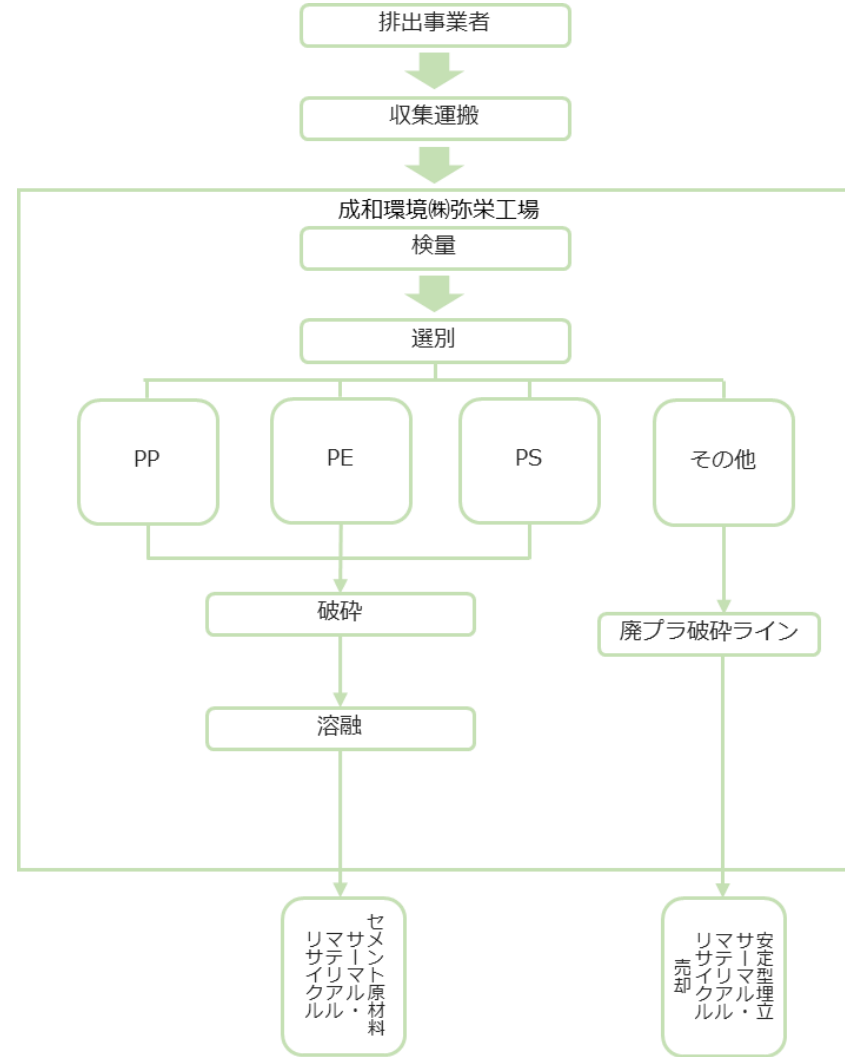 排出事業者
収集運搬
成和環境㈱弥栄工場
検量
選別
PP
PE
PS
その他
破砕
廃プラ破砕ライン
溶融
セメント原材料
サーマル・
マテリアル
リサイクル
安定型埋立
サーマル・
マテリアル
リサイクル
売却